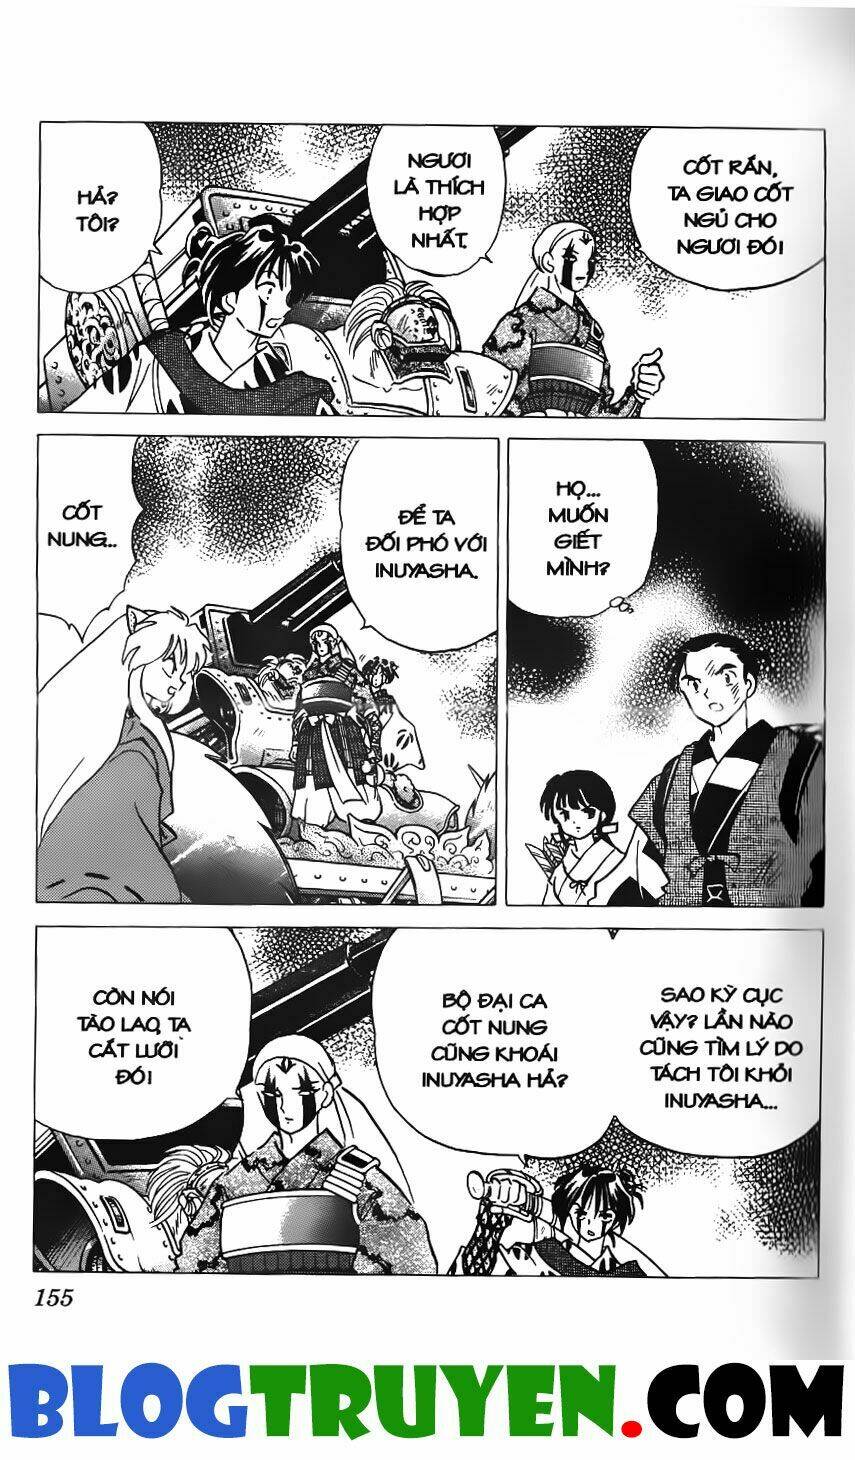 CỐT RẮN,
TA GIAO CỐT
NGỦ CHO
NGƯƠI ĐÓ!
NGƯƠI
LÀ THÍCH
HỢP
NHẤT.
HẢ?
TÔI?
HỌ...
MUỐN
GIẾT
MÌNH?
ĐỂ TA
ĐỐI PHÓ VỚI
INUYASHA.
CỐT
NUNG...
SAO KỲ CỤC
VẬY? LẦN NÀO
CŨNG TÌM LÝ DO
TÁCH TÔI KHỎI
INUYASHA...
BỘ ĐẠI CA
CỐT NUNG
CŨNG KHOÁI
INUYASHA HẢ?
CÒN NÓI
TÀO LAO, TA
CẮT LƯỠI
ĐÓ!
155
BLOGTRUYEN.COM